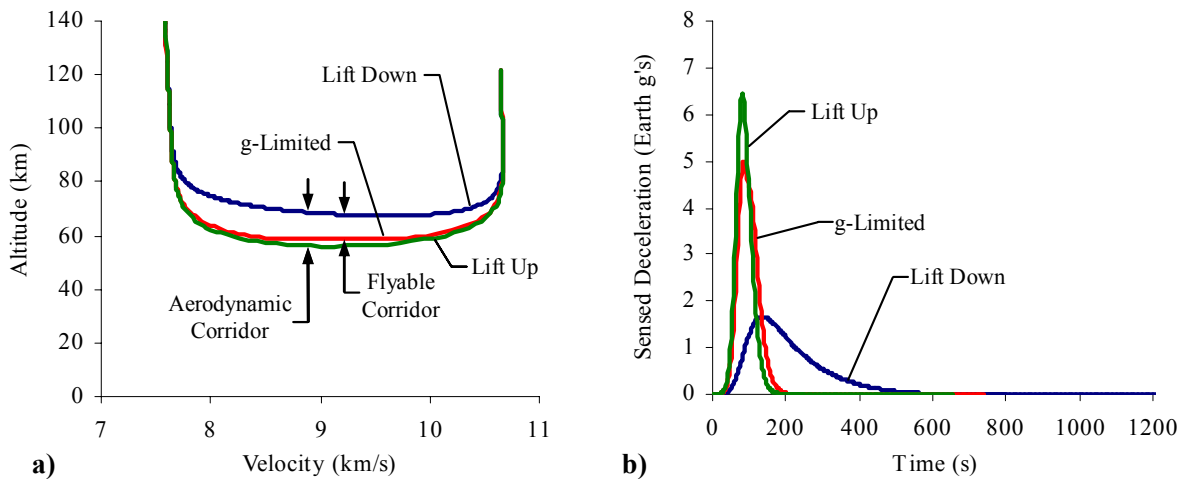 140
120
100
80
60
40
20
0
Altitude (km)
7
8
9
10
11
Velocity (km/s)
Lift Down
g-Limited
Lift Up
Flyable
Corridor
Aerodynamic
Corridor
a)
8
7
6
5
4
3
2
1
0
Sensed Deceleration (Earth g's)
0
200
400
600
800
1000
1200
Time (s)
Lift Up
g-Limited
Lift Down
b)